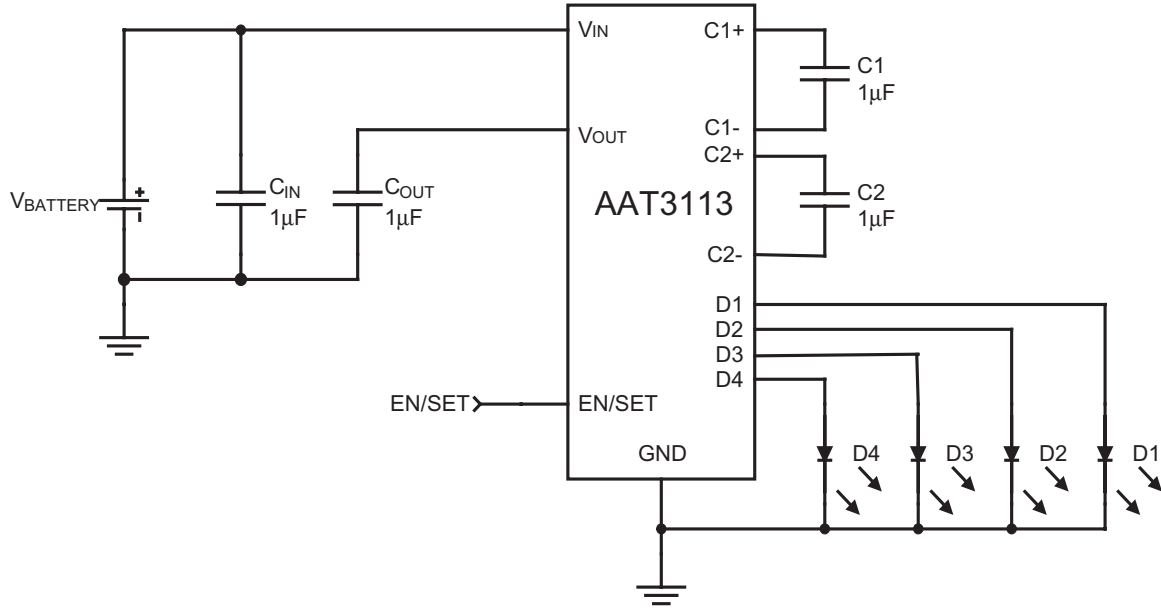 VIN
C1+
C1
1µF
VOUT
C1-
C2+
VBATTERY
+
CIN
1µF
COUT
1µF
AAT3113
C2
1µF
C2-
D1
D2
D3
D4
EN/SET
EN/SET
GND
D4
D3
D2
D1